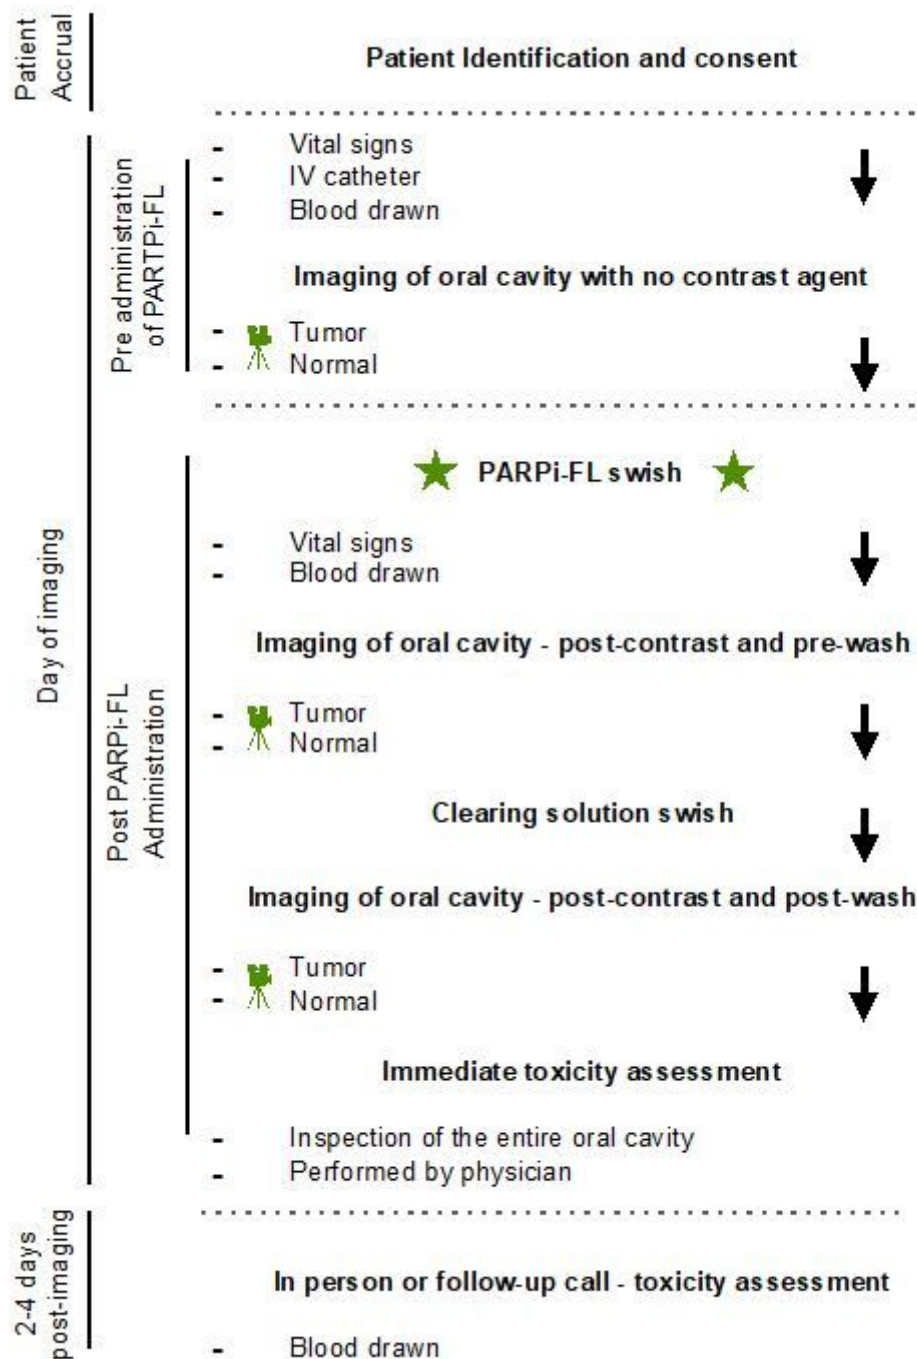 Patient
Accrual
Patient Identification and consent
Day of imaging
Pre administration
of PARTPi-FL
- Vital signs
- IV catheter
- Blood drawn
Imaging of oral cavity with no contrast agent
- Tumor
- Normal
Post PARPi-FL
Administration
PARPi-FL swish
- Vital signs
- Blood drawn
Imaging of oral cavity - post-contrast and pre-wash
- Tumor
- Normal
Clearing solution swish
Imaging of oral cavity - post-contrast and post-wash
- Tumor
- Normal
Immediate toxicity assessment
- Inspection of the entire oral cavity
- Performed by physician
2-4 days
post-imaging
In person or follow-up call - toxicity assessment
- Blood drawn